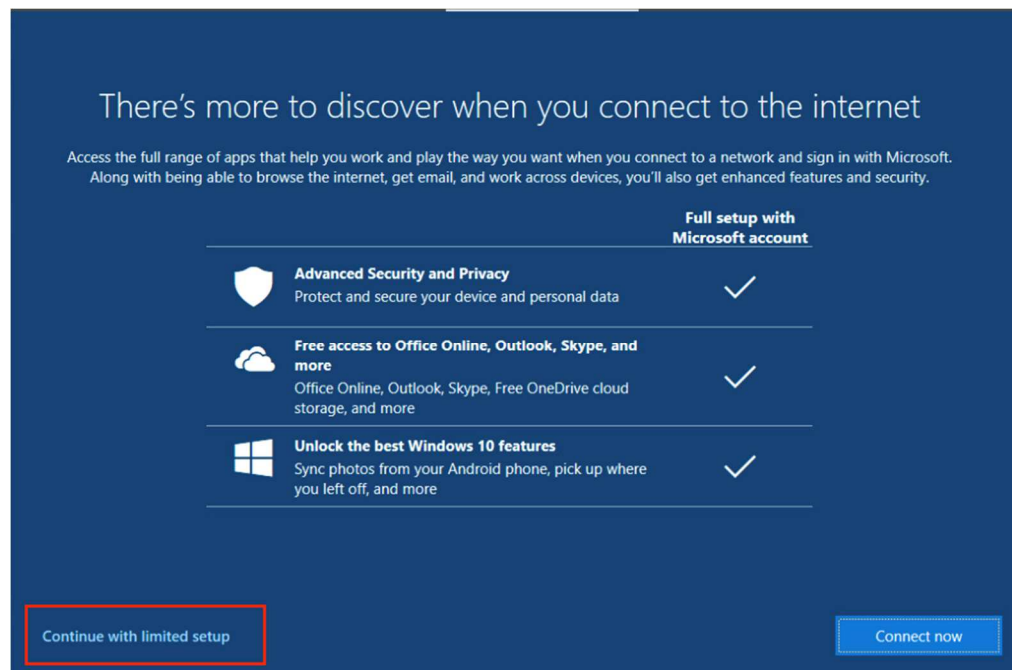 There's more to discover when you connect to the internet
Access the full range of apps that help you work and play the way you want when you connect to a network and sign in with Microsoft.
Along with being able to browse the internet, get email, and work across devices, you'll also get enhanced features and security.
Full setup with
Microsoft account
Advanced Security and Privacy
Protect and secure your device and personal data
Free access to Office Online, Outlook, Skype, and
more
Office Online, Outlook, Skype, Free OneDrive cloud
storage, and more
Unlock the best Windows 10 features
Sync photos from your Android phone, pick up where
you left off, and more
Continue with limited setup
Connect now